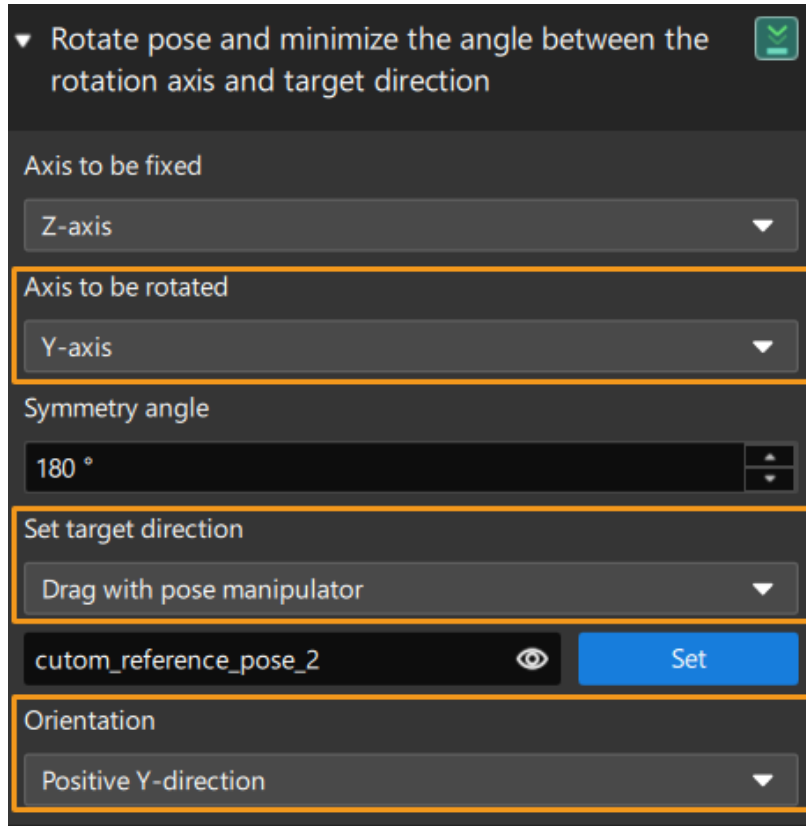 Rotate pose and minimize the angle between the
rotation axis and target direction
Axis to be fixed
Z-axis
Axis to be rotated
Y-axis
Symmetry angle
180 °
Set target direction
Drag with pose manipulator
cutom_reference_pose_2
Set
Orientation
Positive Y-direction